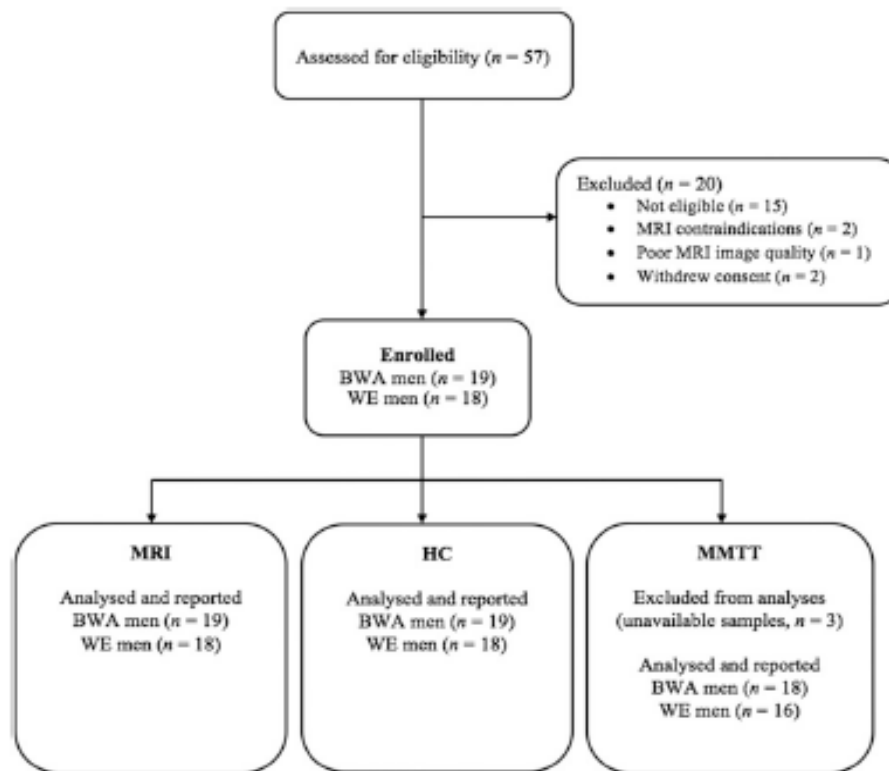 Assessed for eligibility (n = 57)
Excluded (n = 20)
• Not eligible (n = 15)
• MRI contraindications (n = 2)
• Poor MRI image quality (n = 1)
• Withdrew consent (n = 2)
Enrolled
BWA men (n = 19)
WE men (n = 18)
MRI
Analysed and reported
BWA men (n = 19)
WE men (n = 18)
HC
Analysed and reported
BWA men (n = 19)
WE men (n = 18)
MMTT
Excluded from analyses
(unavailable samples, n = 3)
Analysed and reported
BWA men (n = 18)
WE men (n = 16)